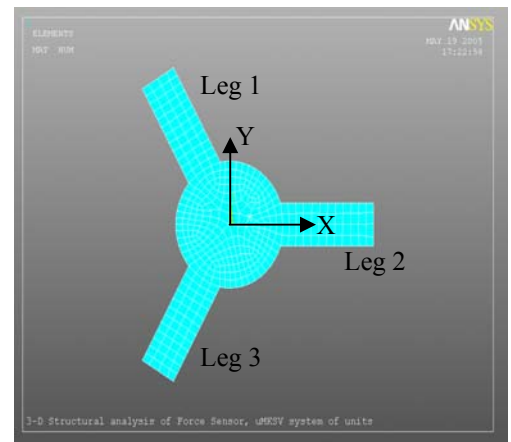 ANSYS
ELEMENTS
MAT NUM
MAY 19 2005
17:22:54
Leg 1
Y
X
Leg 2
Leg 3
3-D Structural analysis of Force Sensor, uMKSV system of units